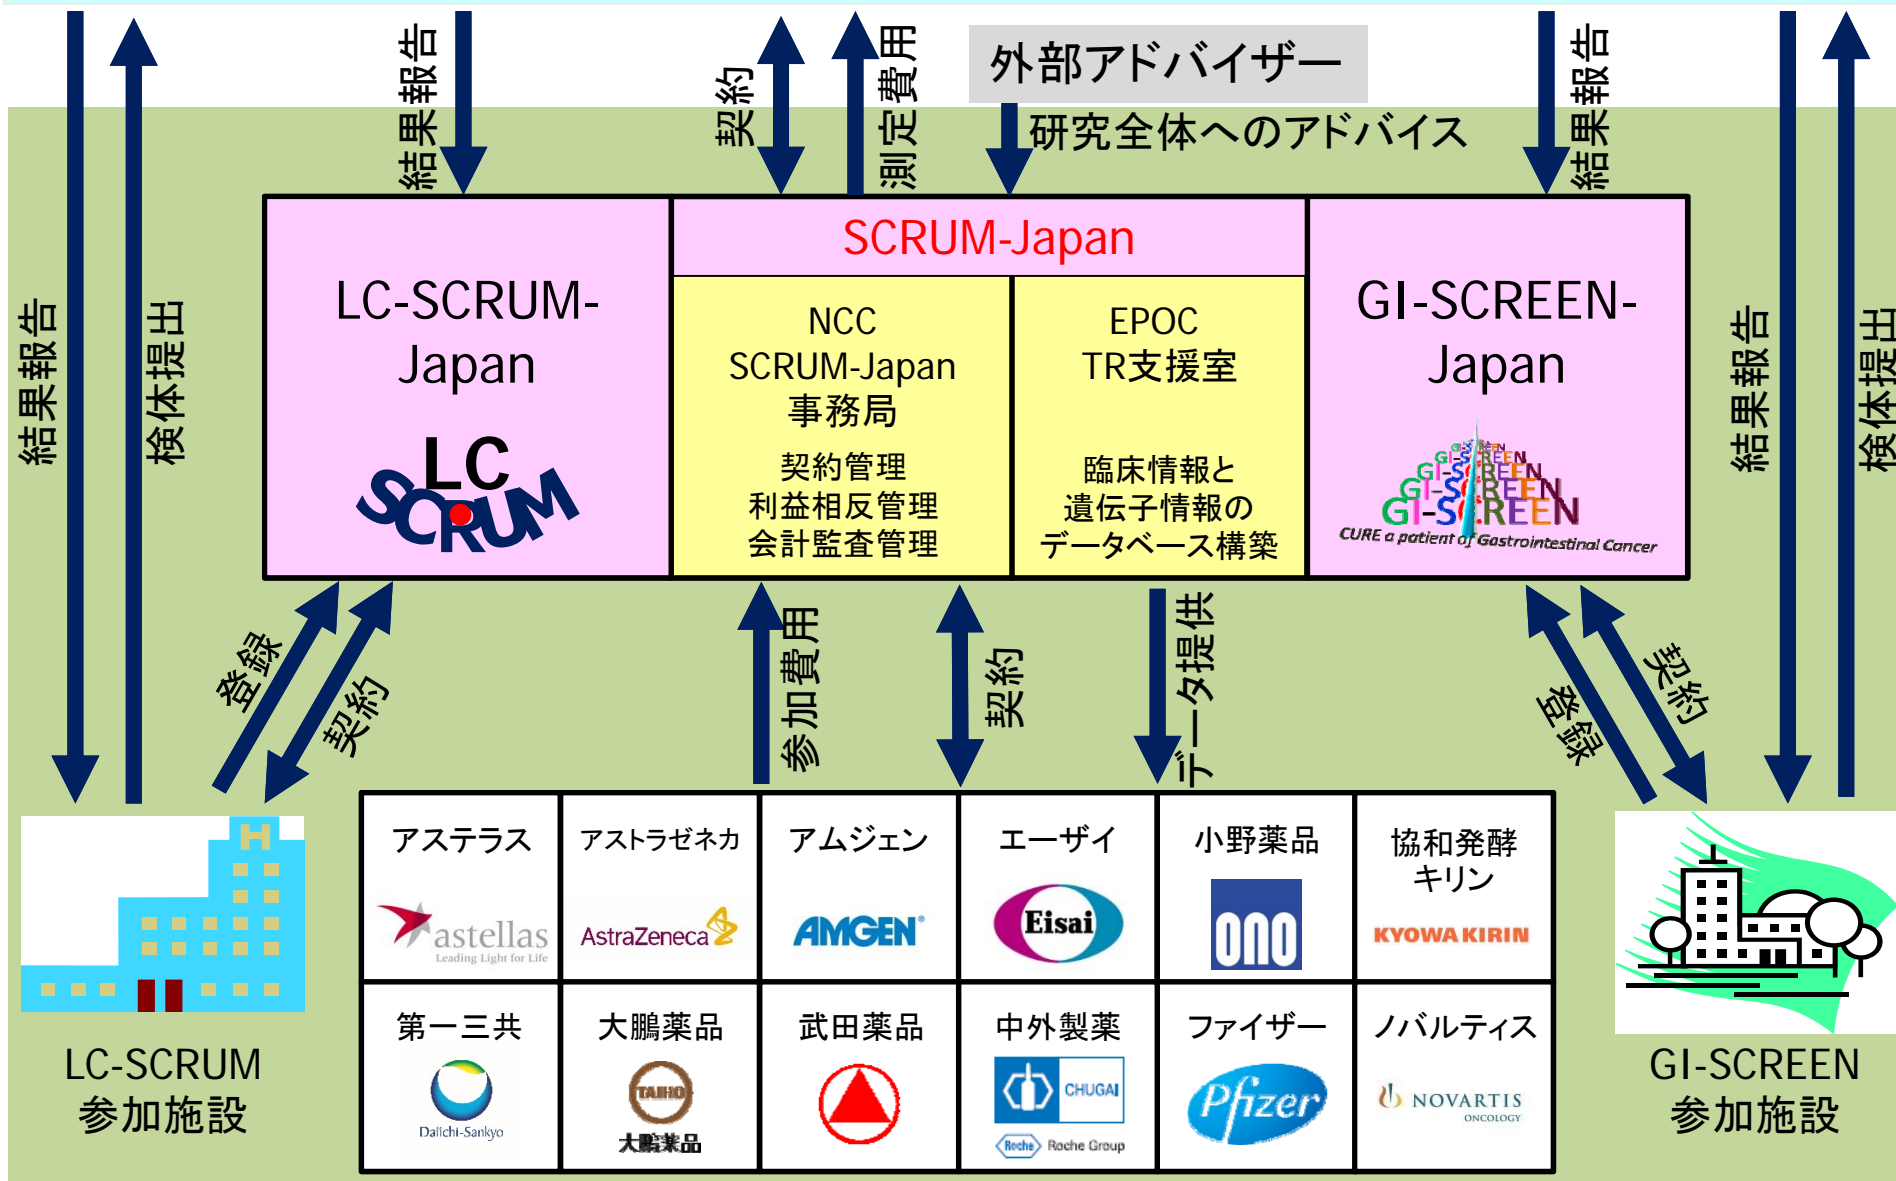 結果報告
検体提出
結果報告
契約
測定費用
外部アドバイザー
研究全体へのアドバイス
結果報告
結果報告
検体提出
LC-SCRUM-
Japan
LC
SCRUM
SCRUM-Japan
NCC
SCRUM-Japan
事務局
契約管理
利益相反管理
会計監査管理
EPOC
TR支援室
臨床情報と
遺伝子情報の
データベース構築
GI-SCREEN-
Japan
GI-SCREEN
GI-SCREEN
GI-SCREEN
GI-SCREEN
GI-SCREEN
CURE a patient of Gastrointestinal Cancer
登録
契約
参加費用
契約
データ提供
登録
契約
アステラス
astellas
Leading Light for Life
アストラゼネカ
AstraZeneca
アムジェン
AMGEN®
エーザイ
Eisai
小野薬品
ono
協和発酵
キリン
KYOWA KIRIN
第一三共
Daiichi-Sankyo
大鵬薬品
TAIHO
大鵬薬品
武田薬品
中外製薬
CHUGAI
Roche Roche Group
ファイザー
Pfizer
ノバルティス
NOVARTIS
ONCOLOGY
H
LC-SCRUM
参加施設
GI-SCREEN
参加施設